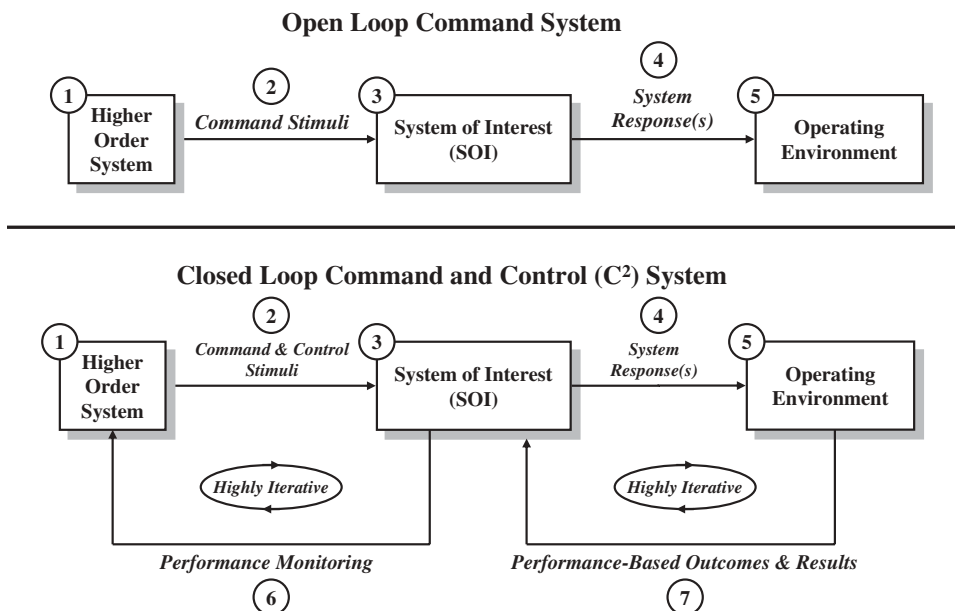 Open Loop Command System
1
2
3
4
5
Higher
Order
System
Command Stimuli
System of Interest
(SOI)
System
Response(s)
Operating
Environment
Closed Loop Command and Control (C²) System
1
2
3
4
5
Higher
Order
System
Command & Control
Stimuli
System of Interest
(SOI)
System
Response(s)
Operating
Environment
Highly Iterative
Highly Iterative
Performance Monitoring
Performance-Based Outcomes & Results
6
7